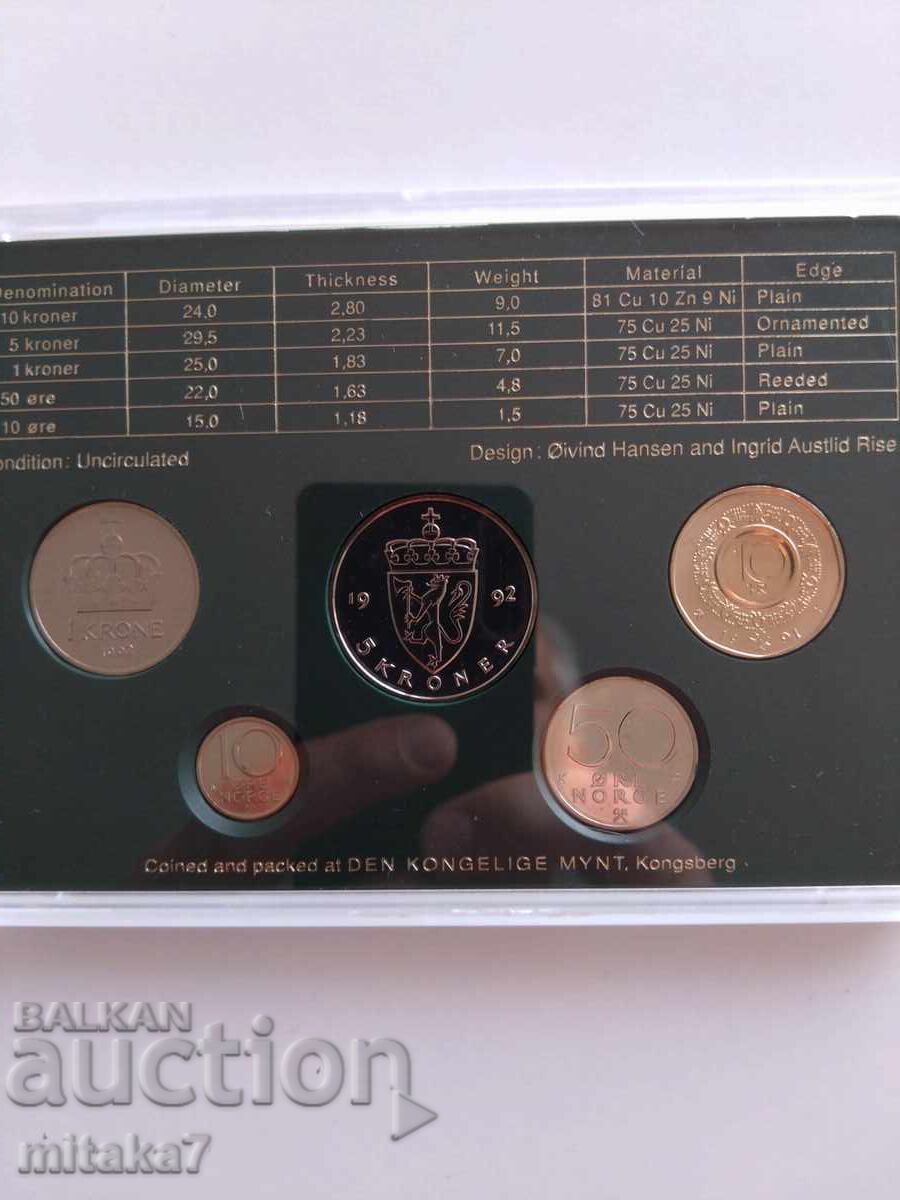 Denomination Diameter Thickness Weight Material Edge
10 kroner 24,0 2,80 9,0 81 Cu 10 Zn 9 Ni Plain
5 kroner 29,5 2,23 11,5 75 Cu 25 Ni Ornamented
1 kroner 25,0 1,83 7,0 75 Cu 25 Ni Plain
50 øre 22,0 1,63 4,8 75 Cu 25 Ni Reeded
10 øre 15,0 1,18 1,5 75 Cu 25 Ni Plain
ondition: Uncirculated
Design: Øivind Hansen and Ingrid Austlid Rise
1 KRONE
1992
19 92
5 KRONER
10
10
NORGE
50
ØRE
NORGE
Coined and packed at DEN KONGELIGE MYNT, Kongsberg
BALKAN
auction
mitaka7